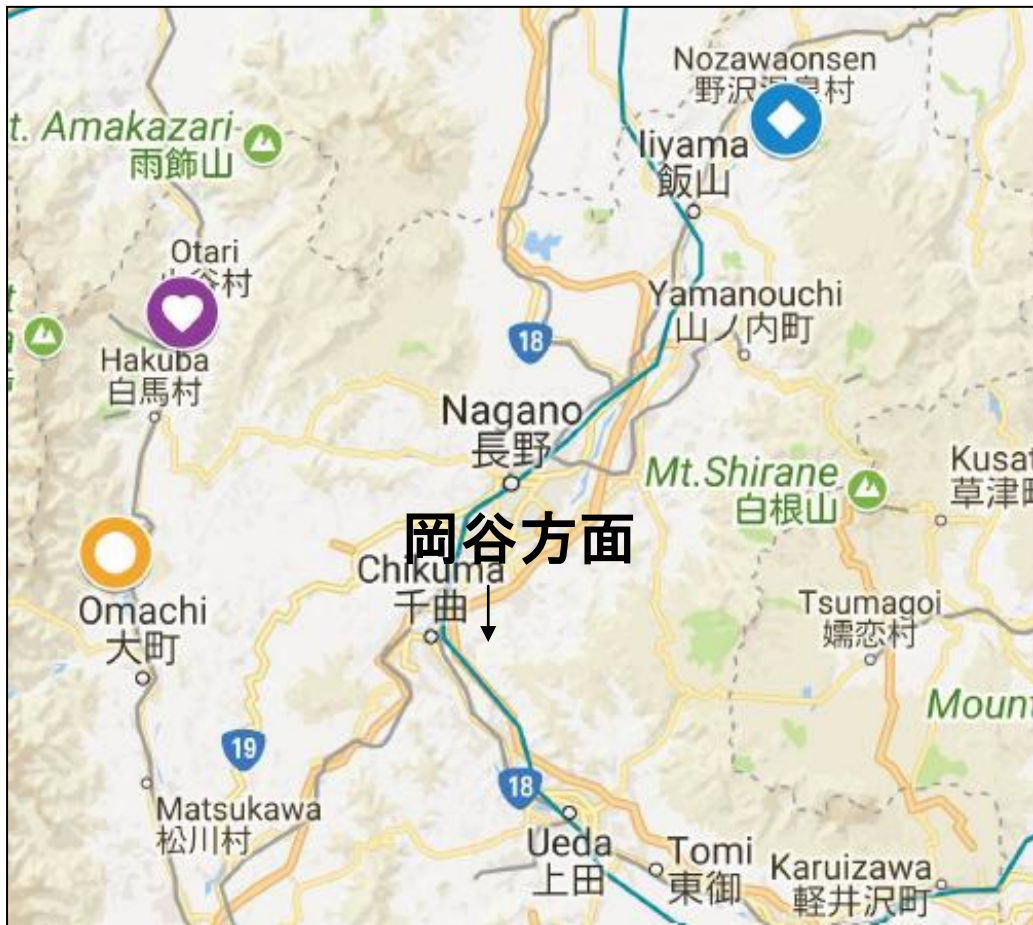 Nozawaonsen
野沢温泉村
t. Amakazari
雨飾山
Iiyama
飯山
Otari
小谷村
Yamanouchi
山ノ内町
18
Hakuba
白馬村
Nagano
長野
Mt.Shirane
白根山
Kusat
草津町
岡谷方面
Chikuma
千曲
Omachi
大町
Tsumagoi
嬬恋村
Mount
19
18
Matsukawa
松川村
Ueda
上田
Tomi
東御
Karuizawa
軽井沢町